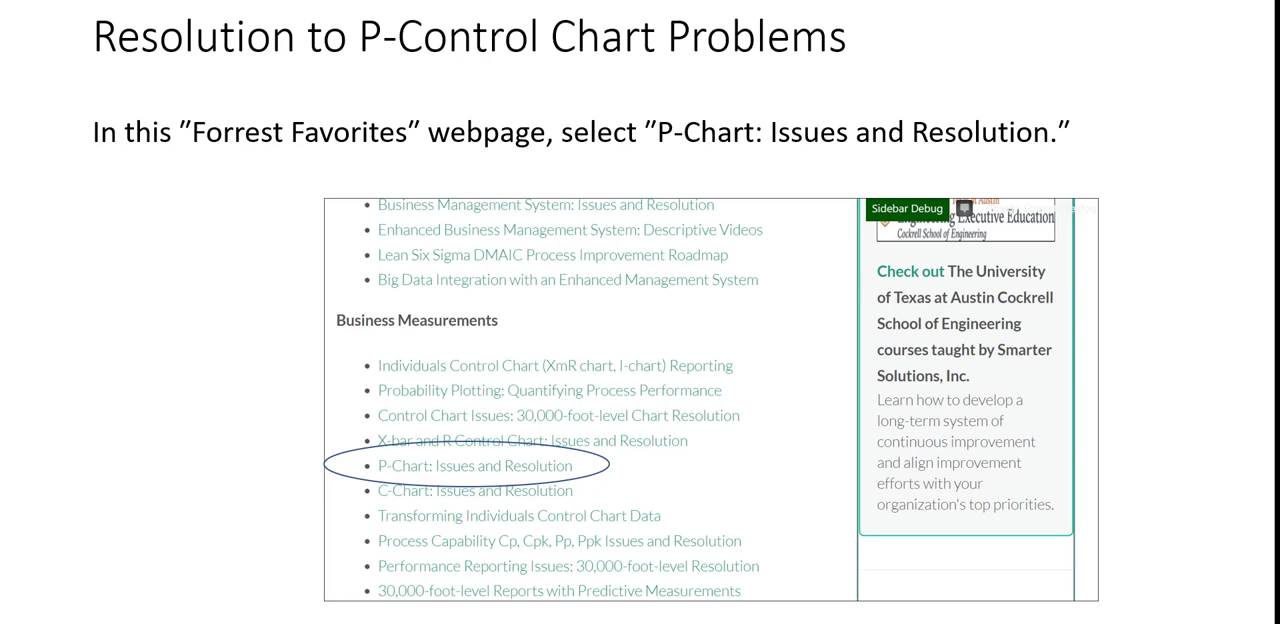 Resolution to P-Control Chart Problems
In this ”Forrest Favorites” webpage, select ”P-Chart: Issues and Resolution.”
Business Management System: Issues and Resolution
Enhanced Business Management System: Descriptive Videos
Lean Six Sigma DMAIC Process Improvement Roadmap
Big Data Integration with an Enhanced Management System
Business Measurements
Individuals Control Chart (XmR chart, I-chart) Reporting
Probability Plotting: Quantifying Process Performance
Control Chart Issues: 30,000-foot-level Chart Resolution
X-bar and R Control Chart: Issues and Resolution
P-Chart: Issues and Resolution
C-Chart: Issues and Resolution
Transforming Individuals Control Chart Data
Process Capability Cp, Cpk, Pp, Ppk Issues and Resolution
Performance Reporting Issues: 30,000-foot-level Resolution
30,000-foot-level Reports with Predictive Measurements
Sidebar Debug
Executive Education
Cockrell School of Engineering
Check out The University
of Texas at Austin Cockrell
School of Engineering
courses taught by Smarter
Solutions, Inc.
Learn how to develop a
long-term system of
continuous improvement
and align improvement
efforts with your
organization's top priorities.